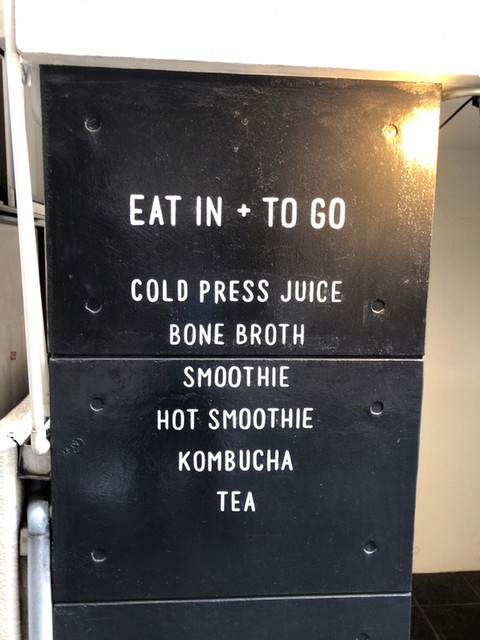 EAT IN + TO GO
COLD PRESS JUICE
BONE BROTH
SMOOTHIE
HOT SMOOTHIE
KOMBUCHA
TEA